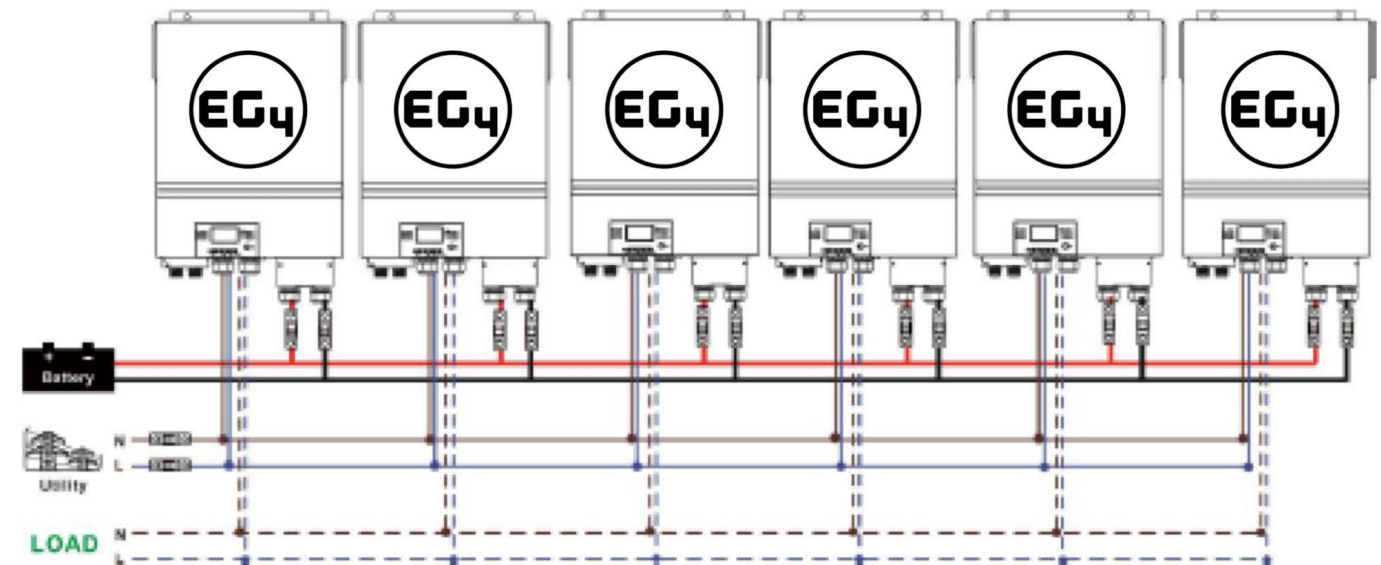 EG4 EG4 EG4 EG4 EG4 EG4
+ -
Battery
N
L
Utility
N
LOAD
L